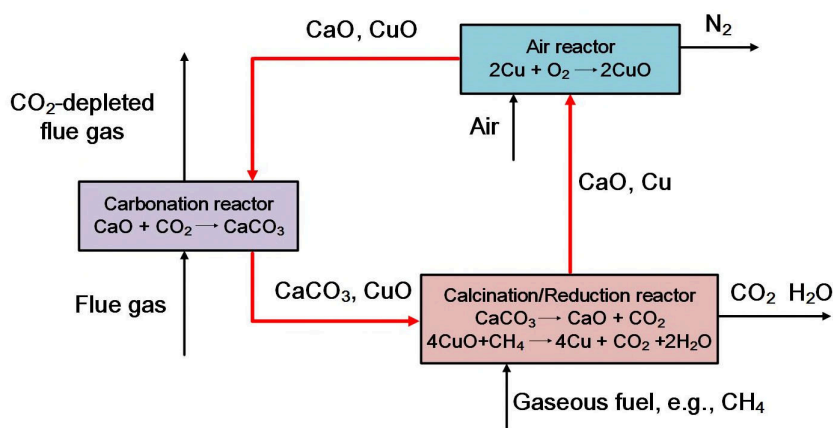 CaO, CuO
Air reactor
2Cu + O₂ → 2CuO
N₂
CO₂-depleted
flue gas
Air
CaO, Cu
Carbonation reactor
CaO + CO₂ → CaCO₃
Flue gas
CaCO₃, CuO
Calcination/Reduction reactor
CaCO₃ → CaO + CO₂
4CuO+CH₄ → 4Cu + CO₂ +2H₂O
CO₂ H₂O
Gaseous fuel, e.g., CH₄